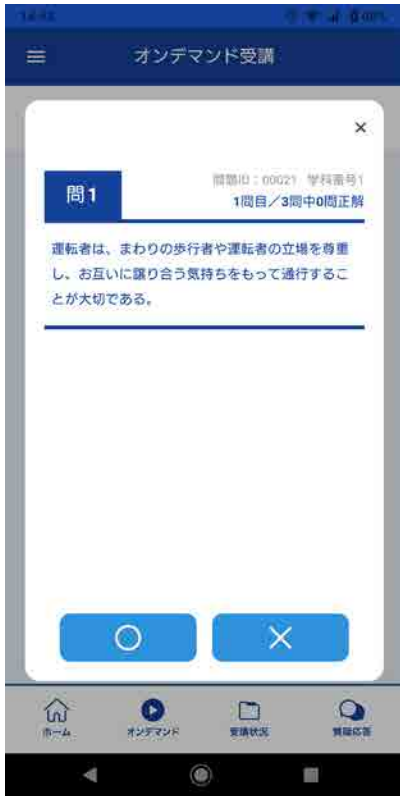 オンデマンド受講
×
問1
問題ID:00021 学科番号1
1問目/3問中0問正解
運転者は、まわりの歩行者や運転者の立場を尊重
し、お互いに譲り合う気持ちをもって通行するこ
とが大切である。
ホーム オンデマンド 受講状況 質疑応答